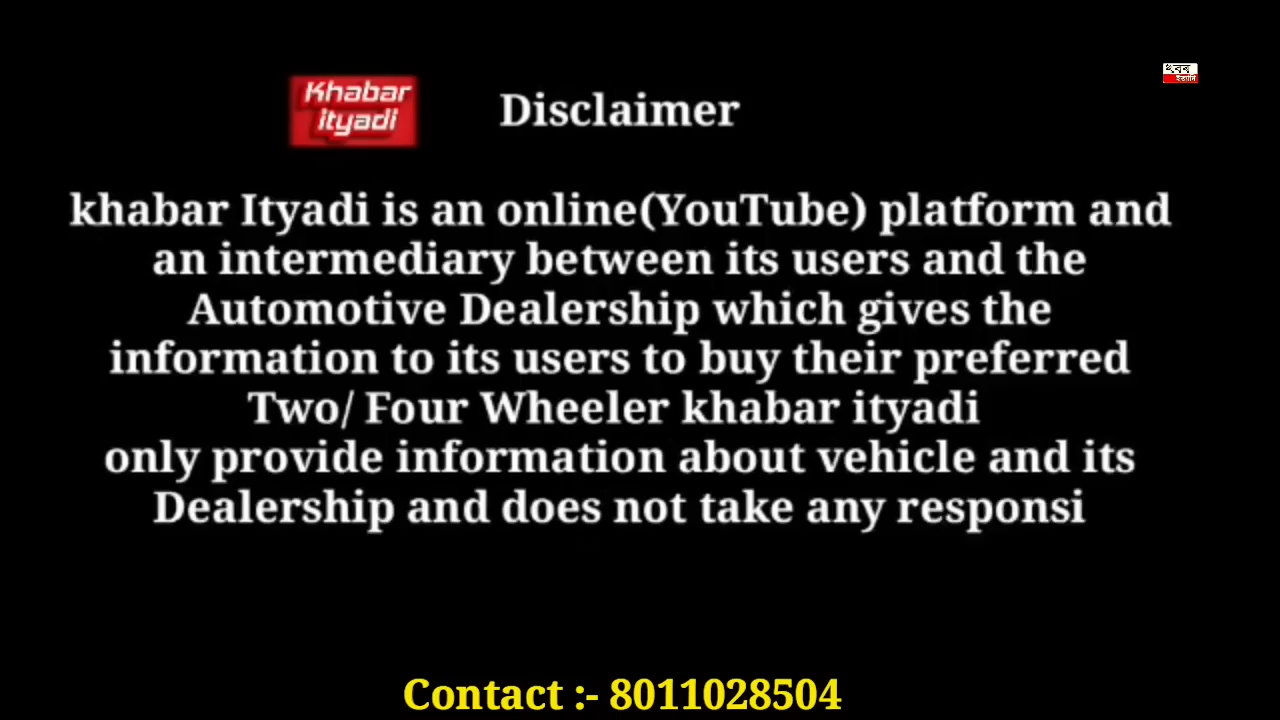 Khabar
ityadi
Disclaimer
খবৰ
ইত্যাদি
khabar Ityadi is an online(YouTube) platform and
an intermediary between its users and the
Automotive Dealership which gives the
information to its users to buy their preferred
Two/ Four Wheeler khabar ityadi
only provide information about vehicle and its
Dealership and does not take any responsi
Contact :- 8011028504